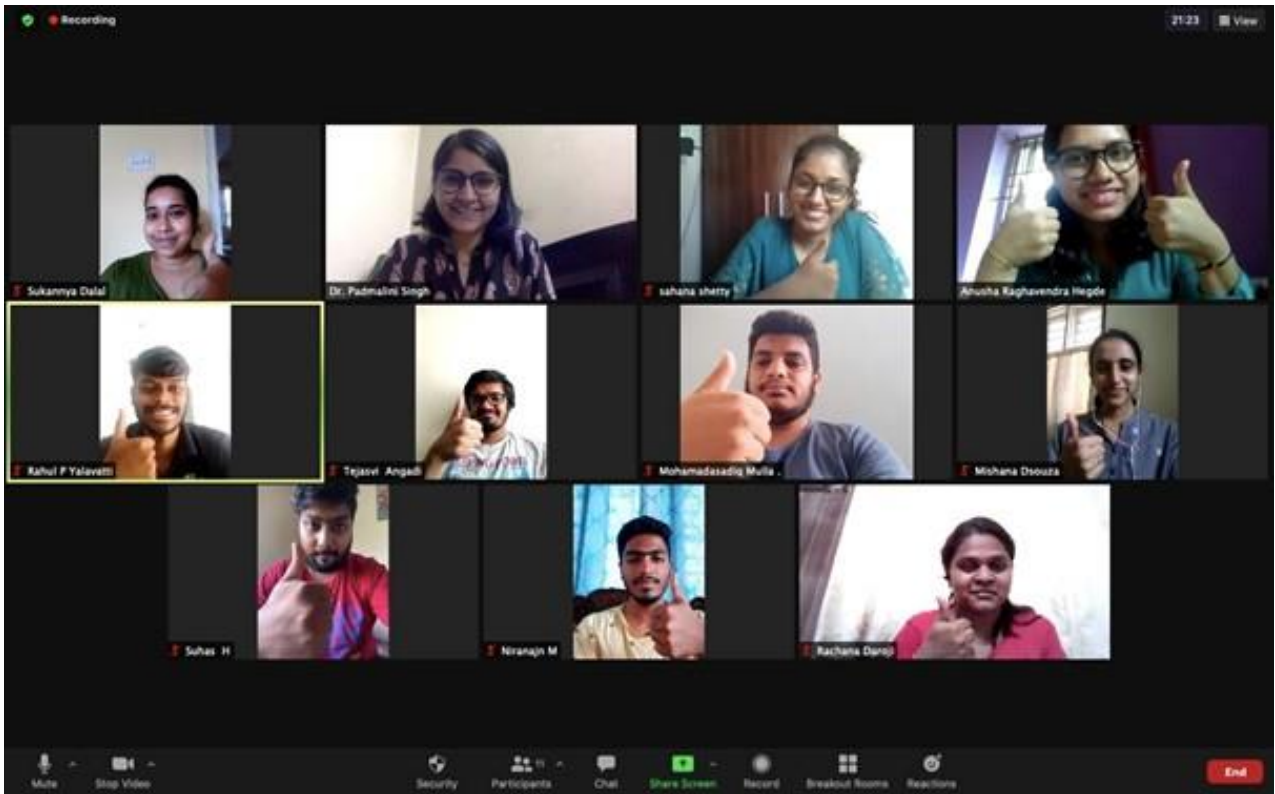 Recording
21:23 View
Sukannya Dalal
Dr. Padmalini Singh
sahana shetty
Anusha Raghavendra Hegde
Rahul P Yalavatti
Tejasvi Angadi
Mohamadasadiq Mulla .
Mishana Dsouza
Suhas H
Niranajn M
Rachana Daroji
Mute
Stop Video
Security
Participants 11
Chat
Share Screen
Record
Breakout Rooms
Reactions
End